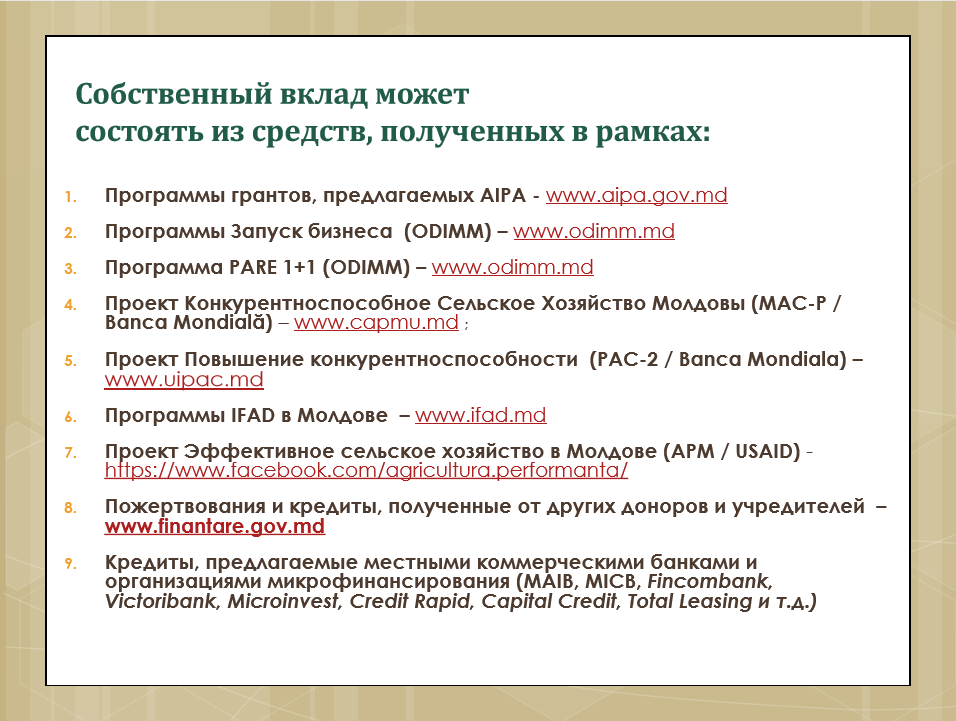 Собственный вклад может
состоять из средств, полученных в рамках:
1. Программы грантов, предлагаемых AIPA - www.aipa.gov.md
2. Программы Запуск бизнеса (ODIMM) – www.odimm.md
3. Программа PARE 1+1 (ODIMM) – www.odimm.md
4. Проект Конкурентноспособное Сельское Хозяйство Молдовы (MAC-P /
Banca Mondială) – www.capmu.md ;
5. Проект Повышение конкурентноспособности (PAC-2 / Banca Mondiala) –
www.uipac.md
6. Программы IFAD в Молдове – www.ifad.md
7. Проект Эффективное сельское хозяйство в Молдове (APM / USAID) -
https://www.facebook.com/agricultura.performanta/
8. Пожертвования и кредиты, полученные от других доноров и учредителей –
www.finantare.gov.md
9. Кредиты, предлагаемые местными коммерческими банками и
организациями микрофинансирования (MAIB, MICB, Fincombank,
Victoribank, Microinvest, Credit Rapid, Capital Credit, Total Leasing и т.д.)